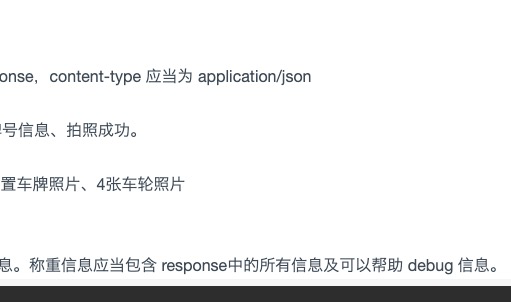 onse，content-type 应当为 application/json
号信息、拍照成功。
置车牌照片、4张车轮照片
息。称重信息应当包含 response中的所有信息及可以帮助 debug 信息。